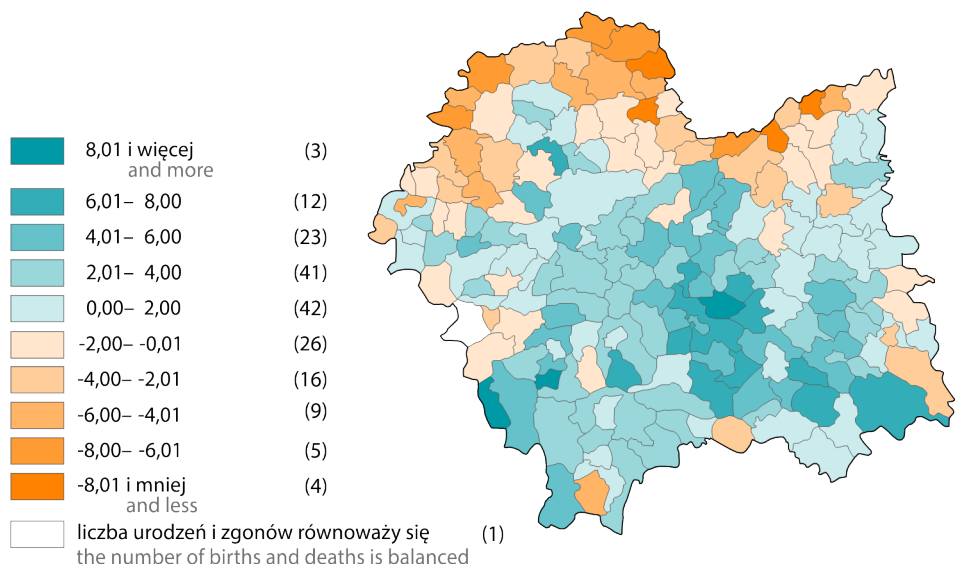 8,01 i więcej (3)
and more
6,01– 8,00 (12)
4,01– 6,00 (23)
2,01– 4,00 (41)
0,00– 2,00 (42)
-2,00– -0,01 (26)
-4,00– -2,01 (16)
-6,00– -4,01 (9)
-8,00– -6,01 (5)
-8,01 i mniej (4)
and less
liczba urodzeń i zgonów równoważy się (1)
the number of births and deaths is balanced